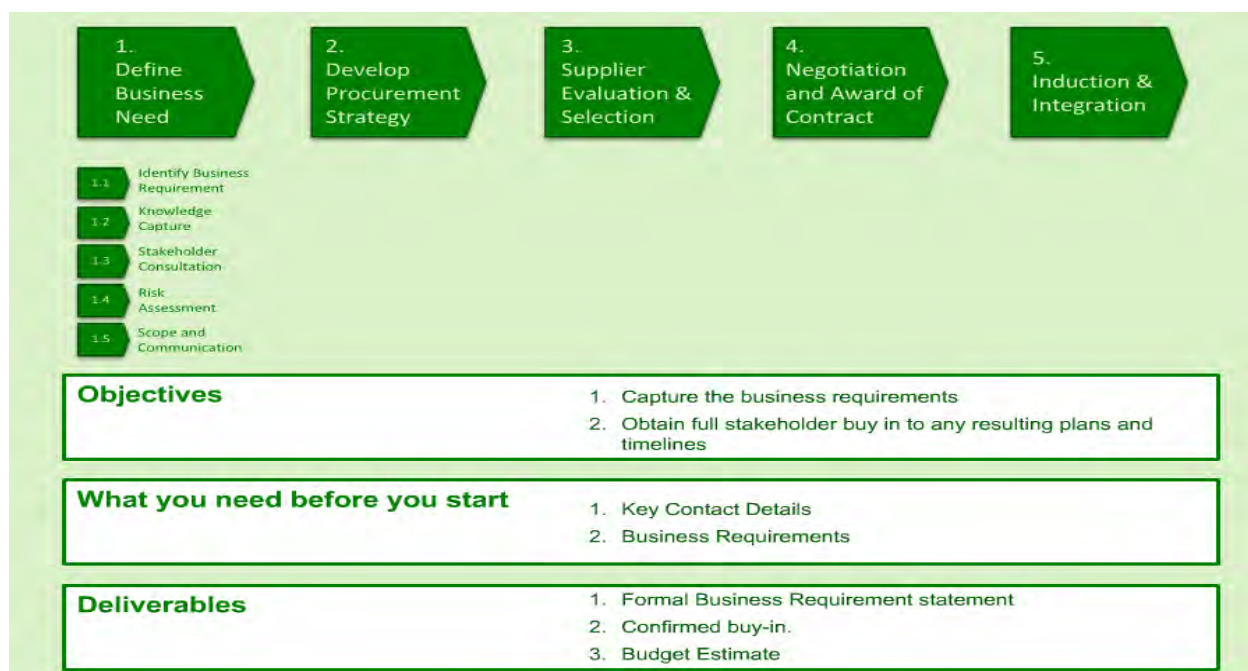 1.
Define
Business
Need
2.
Develop
Procurement
Strategy
3.
Supplier
Evaluation &
Selection
4.
Negotiation
and Award of
Contract
5.
Induction &
Integration
1.1 Identify Business
Requirement
1.2 Knowledge
Capture
1.3 Stakeholder
Consultation
1.4 Risk
Assessment
1.5 Scope and
Communication
Objectives
1. Capture the business requirements
2. Obtain full stakeholder buy in to any resulting plans and
timelines
What you need before you start
1. Key Contact Details
2. Business Requirements
Deliverables
1. Formal Business Requirement statement
2. Confirmed buy-in.
3. Budget Estimate